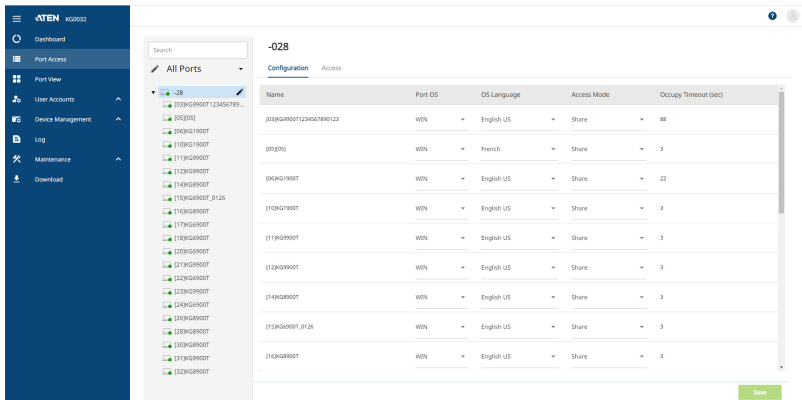 ATEN KG0032
?
Dashboard
Port Access
Port View
User Accounts
Device Management
Log
Maintenance
Download
Search
All Ports
-28
[03]KG9900T123456789...
[05][05]
[06]KG1900T
[10]KG1900T
[11]KG9900T
[12]KG9900T
[14]KG8900T
[15]KG6900T_0126
[16]KG8900T
[17]KG6900T
[18]KG6900T
[20]KG6900T
[21]KG9900T
[22]KG6900T
[23]KG9900T
[24]KG6900T
[26]KG8900T
[28]KG8900T
[30]KG8900T
[31]KG9900T
[32]KG8900T
-028
Configuration Access
Name Port OS OS Language Access Mode Occupy Timeout (sec)
[03]KG9900T1234567890123 WIN English US Share 88
[05][05] WIN French Share 3
[06]KG1900T WIN English US Share 22
[10]KG1900T WIN English US Share 3
[11]KG9900T WIN English US Share 3
[12]KG9900T WIN English US Share 3
[14]KG8900T WIN English US Share 3
[15]KG6900T_0126 WIN English US Share 3
[16]KG8900T WIN English US Share 3
Save